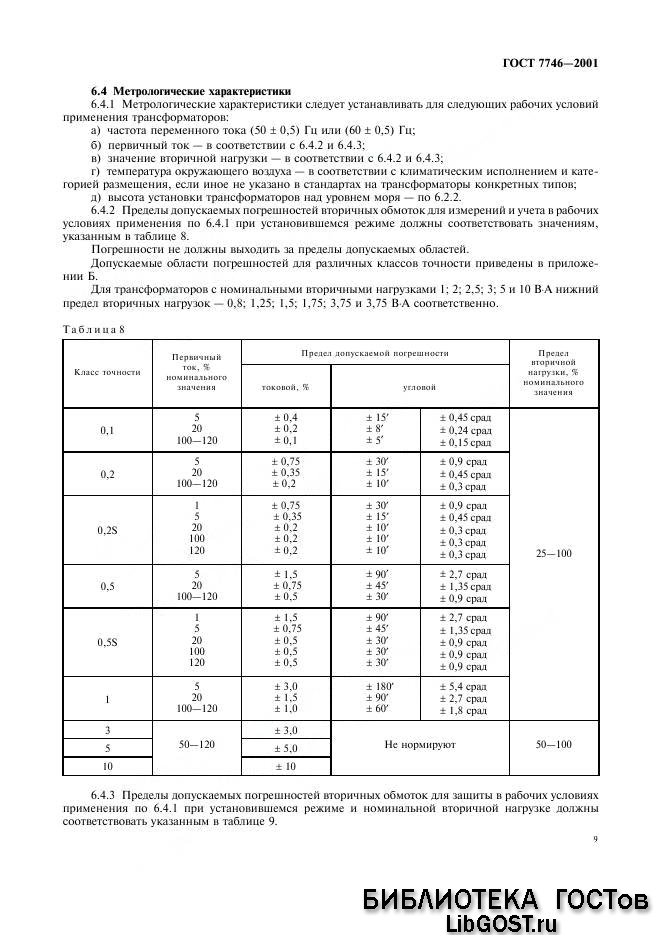 ГОСТ 7746—2001
6.4 Метрологические характеристики
6.4.1 Метрологические характеристики следует устанавливать для следующих рабочих условий
применения трансформаторов:
а) частота переменного тока (50 ± 0,5) Гц или (60 ± 0,5) Гц;
б) первичный ток — в соответствии с 6.4.2 и 6.4.3;
в) значение вторичной нагрузки — в соответствии с 6.4.2 и 6.4.3;
г) температура окружающего воздуха — в соответствии с климатическим исполнением и кате-
горией размещения, если иное не указано в стандартах на трансформаторы конкретных типов;
д) высота установки трансформаторов над уровнем моря — по 6.2.2.
6.4.2 Пределы допускаемых погрешностей вторичных обмоток для измерений и учета в рабочих
условиях применения по 6.4.1 при установившемся режиме должны соответствовать значениям,
указанным в таблице 8.
Погрешности не должны выходить за пределы допускаемых областей.
Допускаемые области погрешностей для различных классов точности приведены в приложе-
нии Б.
Для трансформаторов с номинальными вторичными нагрузками 1; 2; 2,5; 3; 5 и 10 В·А нижний
предел вторичных нагрузок — 0,8; 1,25; 1,5; 1,75; 3,75 и 3,75 В·А соответственно.
Таблица 8
Класс точности
Первичный
ток, %
номинального
значения
Предел допускаемой погрешности
токовой, %
угловой
Предел
вторичной
нагрузки, %
номинального
значения
0,1
5 ± 0,4 ± 15′ ± 0,45 срад
20 ± 0,2 ± 8′ ± 0,24 срад
100—120 ± 0,1 ± 5′ ± 0,15 срад
0,2
5 ± 0,75 ± 30′ ± 0,9 срад
20 ± 0,35 ± 15′ ± 0,45 срад
100—120 ± 0,2 ± 10′ ± 0,3 срад
0,2S
1 ± 0,75 ± 30′ ± 0,9 срад
5 ± 0,35 ± 15′ ± 0,45 срад
20 ± 0,2 ± 10′ ± 0,3 срад
100 ± 0,2 ± 10′ ± 0,3 срад
120 ± 0,2 ± 10′ ± 0,3 срад
25—100
0,5
5 ± 1,5 ± 90′ ± 2,7 срад
20 ± 0,75 ± 45′ ± 1,35 срад
100—120 ± 0,5 ± 30′ ± 0,9 срад
0,5S
1 ± 1,5 ± 90′ ± 2,7 срад
5 ± 0,75 ± 45′ ± 1,35 срад
20 ± 0,5 ± 30′ ± 0,9 срад
100 ± 0,5 ± 30′ ± 0,9 срад
120 ± 0,5 ± 30′ ± 0,9 срад
1
5 ± 3,0 ± 180′ ± 5,4 срад
20 ± 1,5 ± 90′ ± 2,7 срад
100—120 ± 1,0 ± 60′ ± 1,8 срад
3 ± 3,0
5 50—120 ± 5,0 Не нормируют 50—100
10 ± 10
6.4.3 Пределы допускаемых погрешностей вторичных обмоток для защиты в рабочих условиях
применения по 6.4.1 при установившемся режиме и номинальной вторичной нагрузке должны
соответствовать указанным в таблице 9.
9
БИБЛИОТЕКА ГОСТов
LibGOST.ru